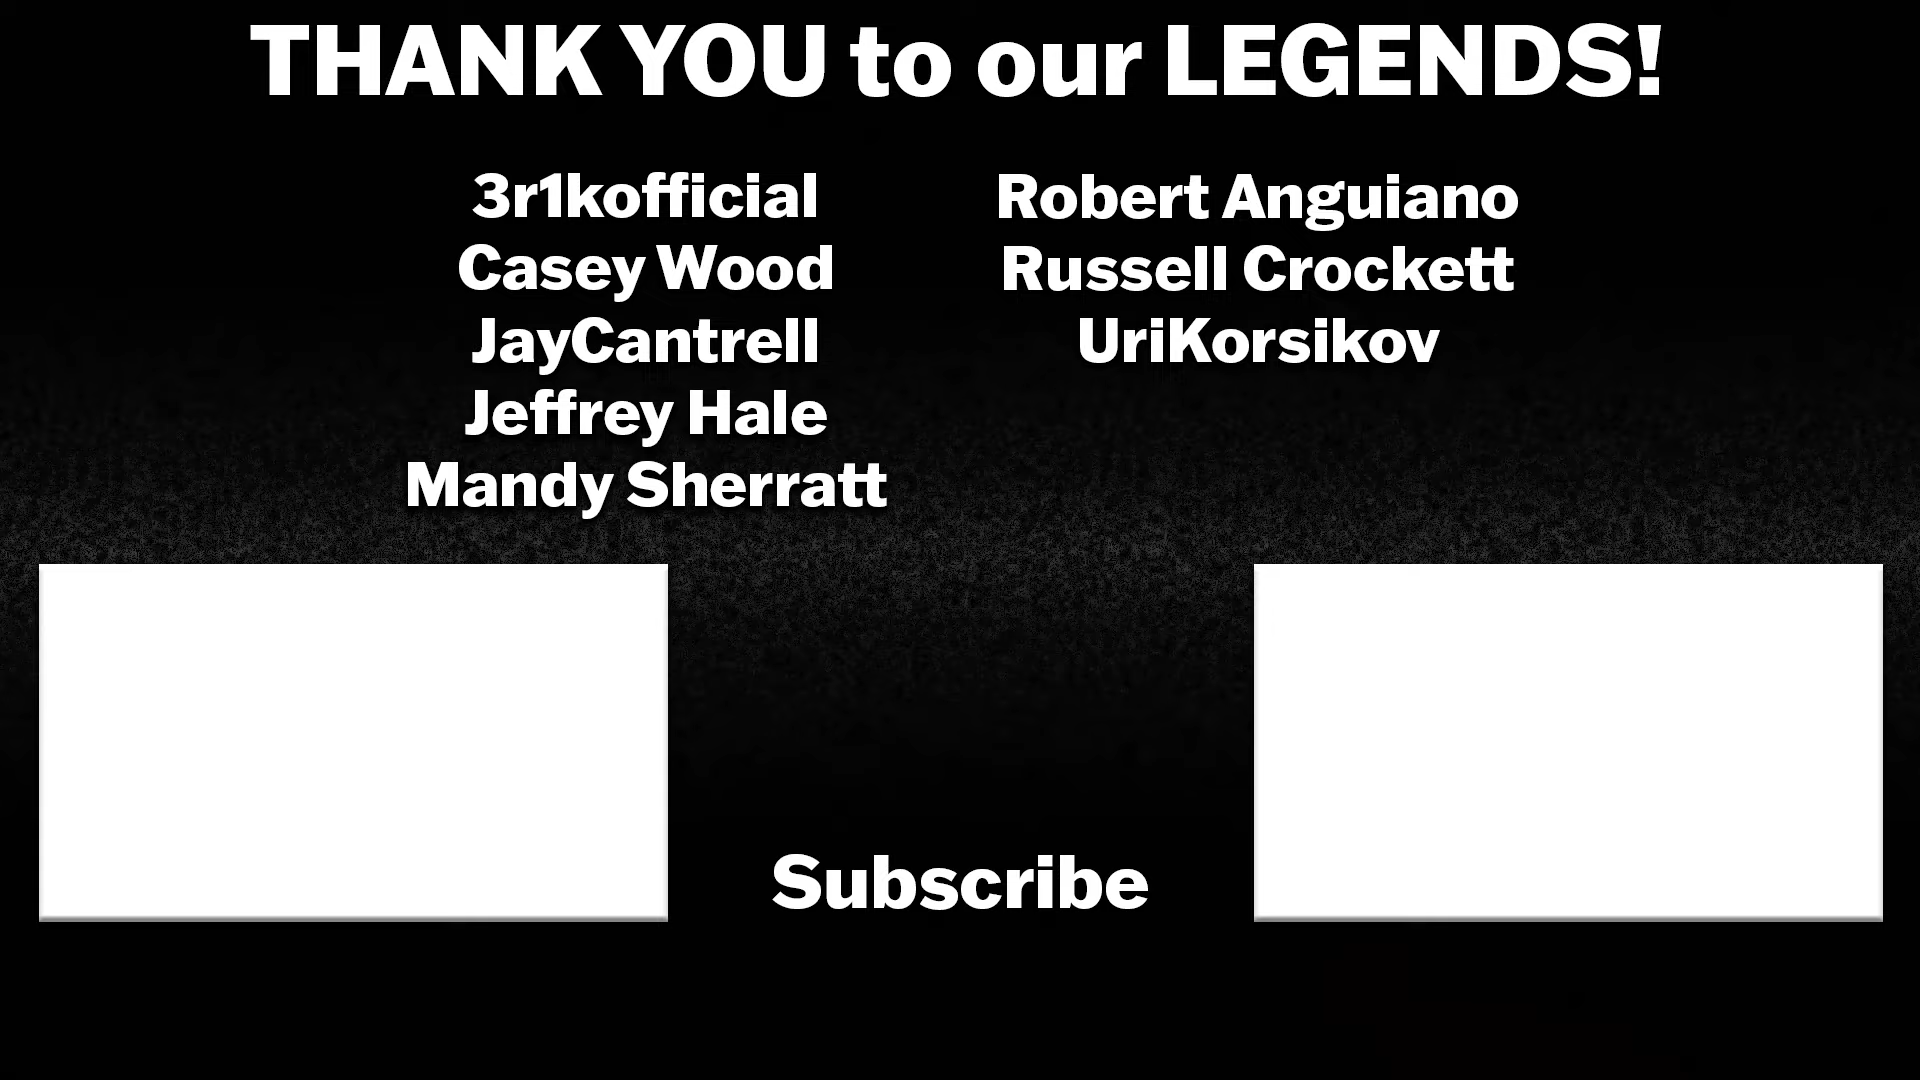 THANK YOU to our LEGENDS!
3r1kofficial
Casey Wood
JayCantrell
Jeffrey Hale
Mandy Sherratt
Robert Anguiano
Russell Crockett
UriKorsikov
Subscribe